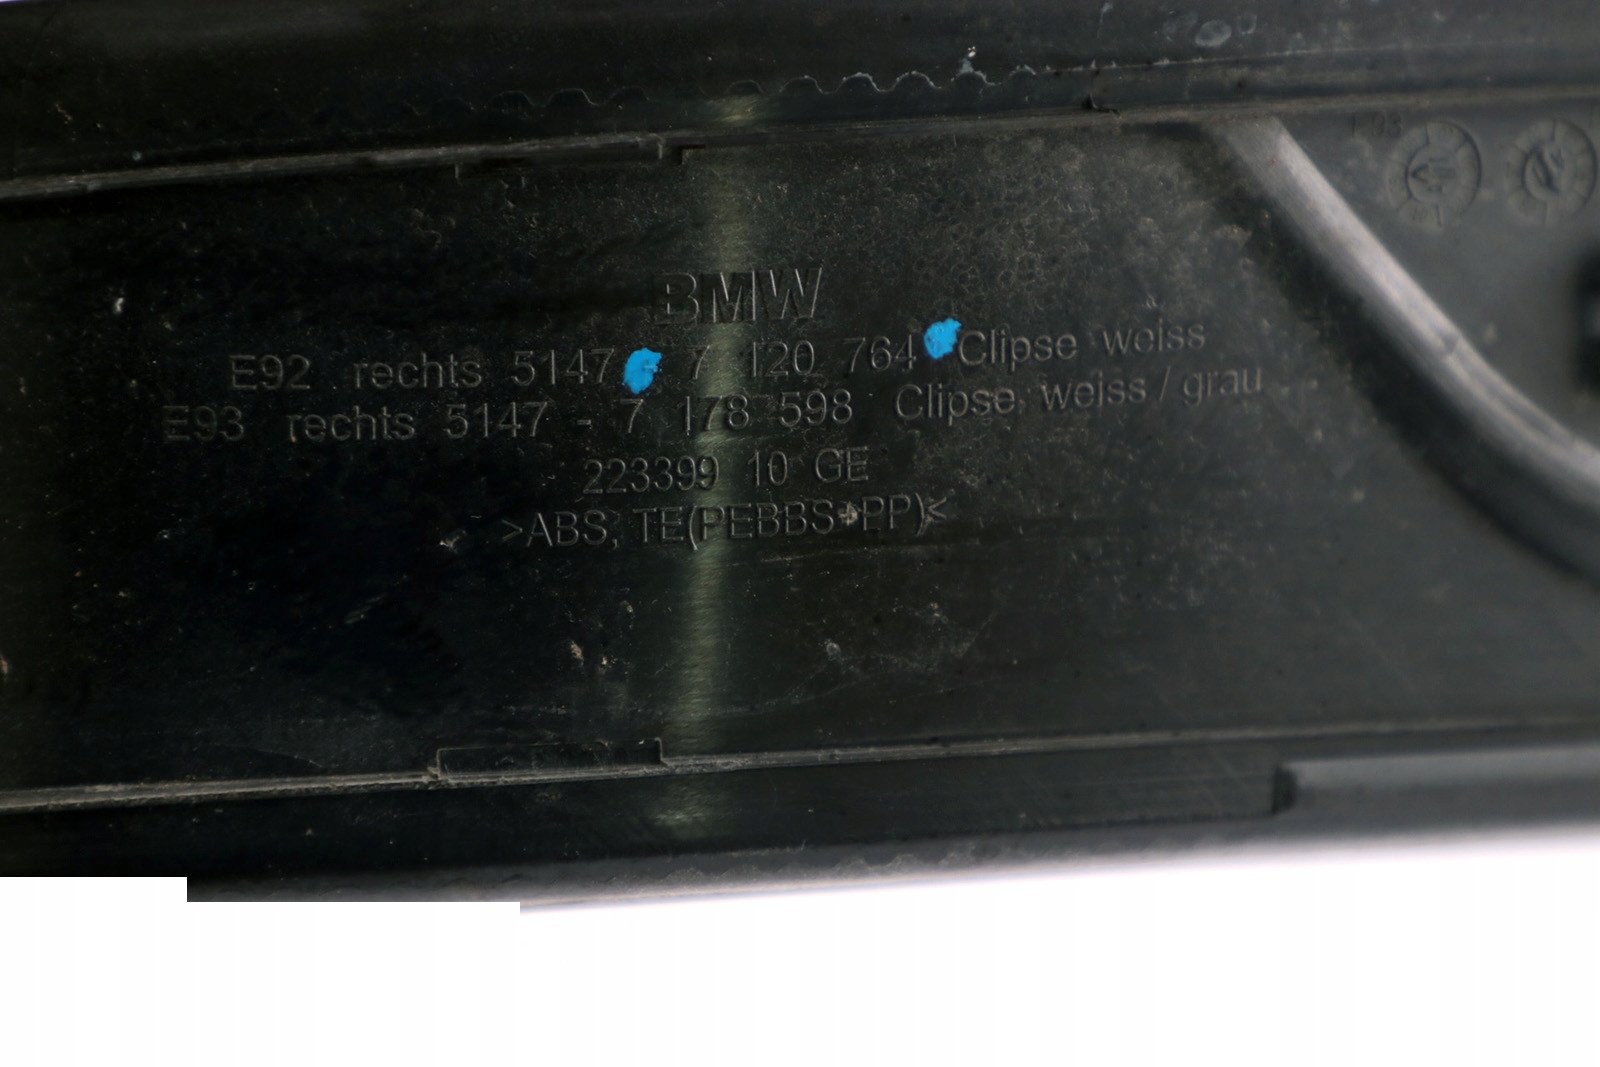 BMW
E92 rechts 5147 7 120 764 Clipse weiss
E93 rechts 5147 - 7 178 598 Clipse weiss / grau
223399 10 GE
>ABS, TE(PEBBS+PP)<